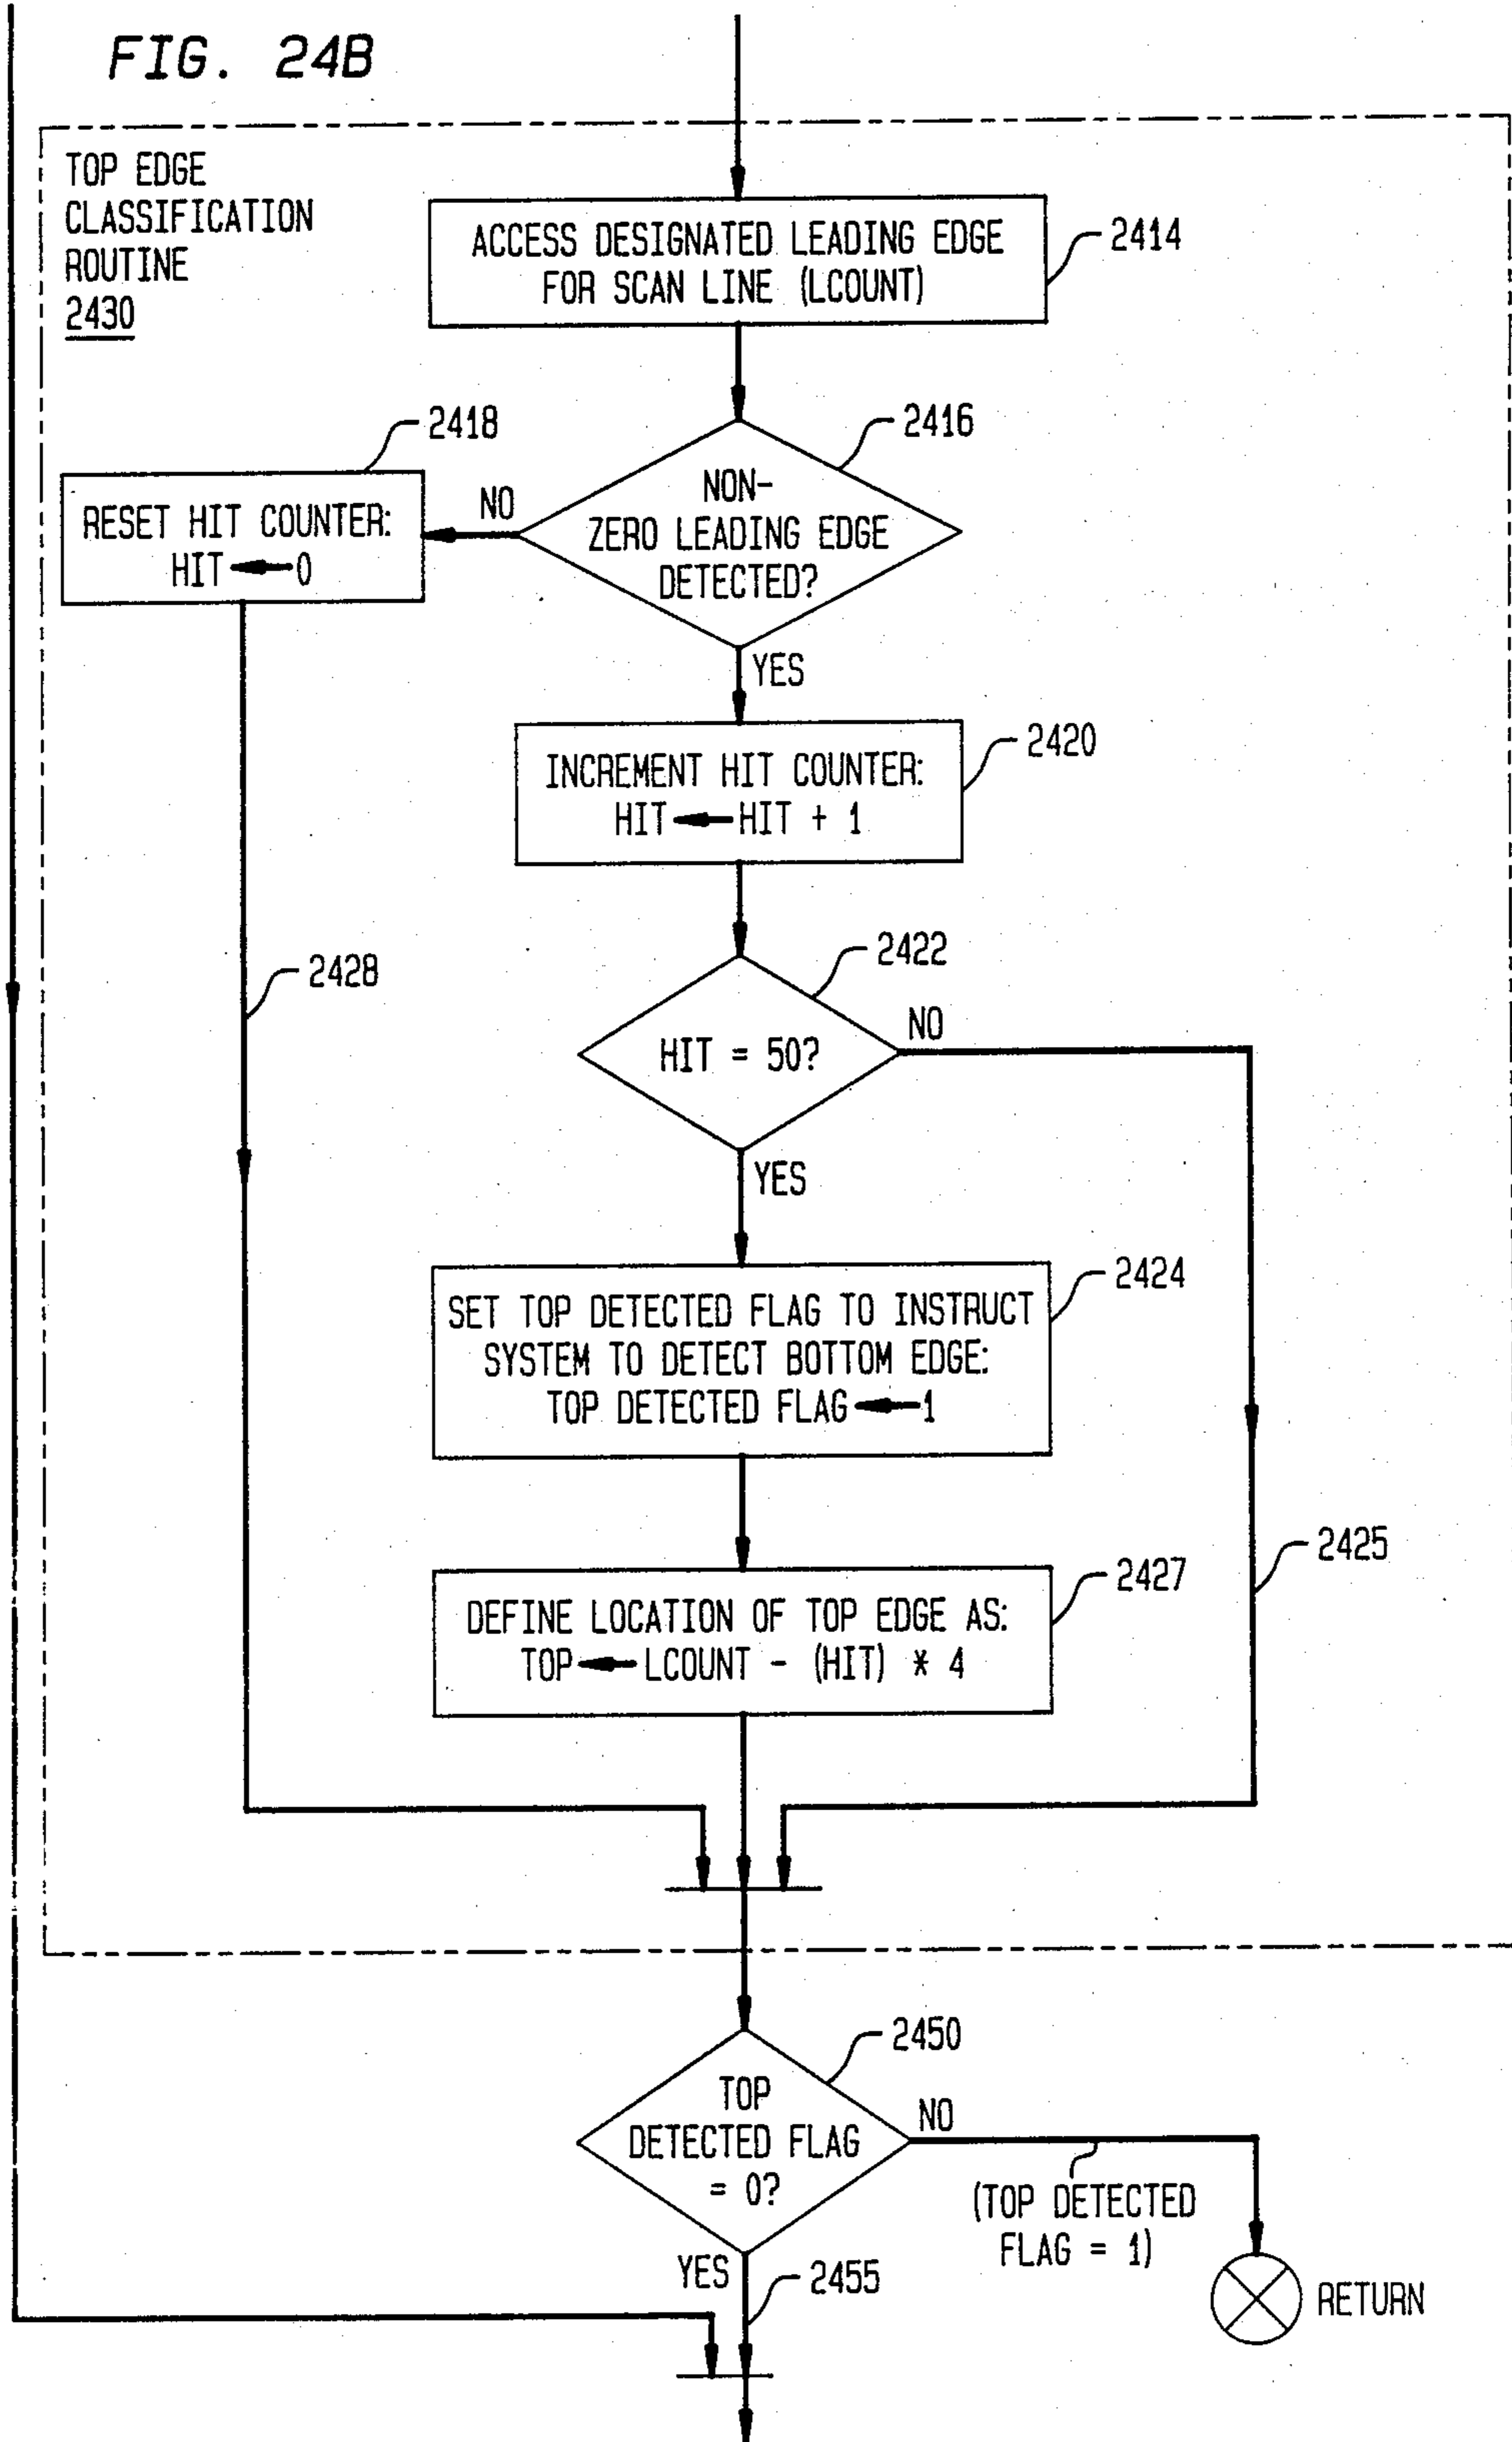 FIG. 24B
TOP EDGE
CLASSIFICATION
ROUTINE
2430
ACCESS DESIGNATED LEADING EDGE
FOR SCAN LINE (LCOUNT)
2414
2418
2416
RESET HIT COUNTER:
HIT ← 0
NO
NON-
ZERO LEADING EDGE
DETECTED?
YES
INCREMENT HIT COUNTER:
HIT ← HIT + 1
2420
2428
2422
HIT = 50?
NO
YES
SET TOP DETECTED FLAG TO INSTRUCT
SYSTEM TO DETECT BOTTOM EDGE:
TOP DETECTED FLAG ← 1
2424
2425
DEFINE LOCATION OF TOP EDGE AS:
TOP ← LCOUNT - (HIT) * 4
2427
2450
TOP
DETECTED FLAG
= 0?
NO
(TOP DETECTED
FLAG = 1)
YES
2455
RETURN